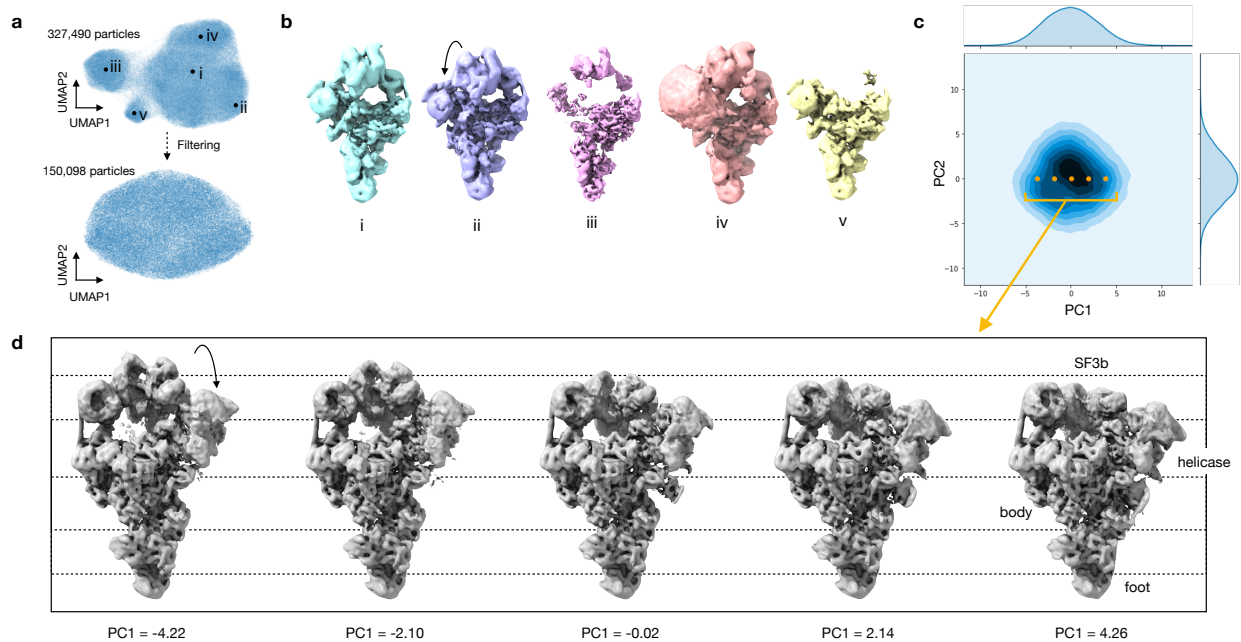 a
327,490 particles
iv
iii
i
v
ii
UMAP2
UMAP1
Filtering
150,098 particles
UMAP2
UMAP1
b
i
ii
iii
iv
v
c
10
5
0
−5
−10
PC2
−10
−5
0
5
10
PC1
d
SF3b
helicase
body
foot
PC1 = -4.22
PC1 = -2.10
PC1 = -0.02
PC1 = 2.14
PC1 = 4.26